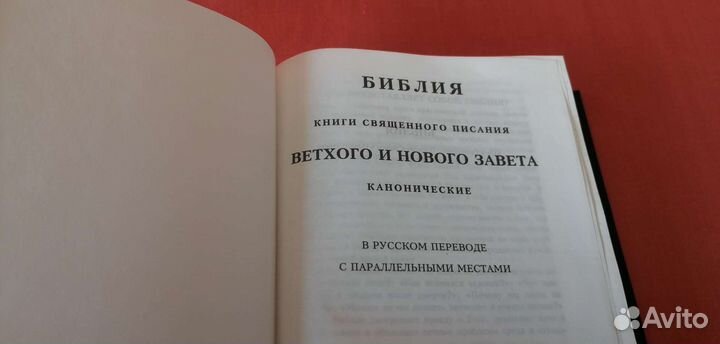 БИБЛИЯ
КНИГИ СВЯЩЕННОГО ПИСАНИЯ
ВЕТХОГО И НОВОГО ЗАВЕТА
КАНОНИЧЕСКИЕ
В РУССКОМ ПЕРЕВОДЕ
С ПАРАЛЛЕЛЬНЫМИ МЕСТАМИ
Avito